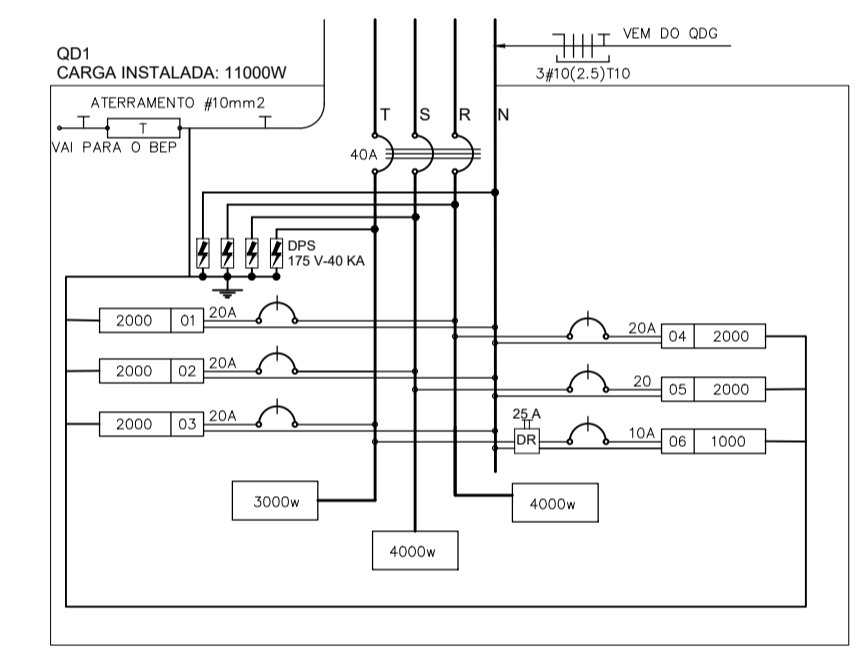 QD1
CARGA INSTALADA: 11000W
VEM DO QDG
3#10(2.5)T10
ATERRAMENTO #10mm2
T
VAI PARA O BEP
T S R N
40A
DPS
175 V-40 KA
2000 01 20A
20A 04 2000
2000 02 20A
20 05 2000
2000 03 20A
25 A
DR 10A 06 1000
3000w
4000w
4000w